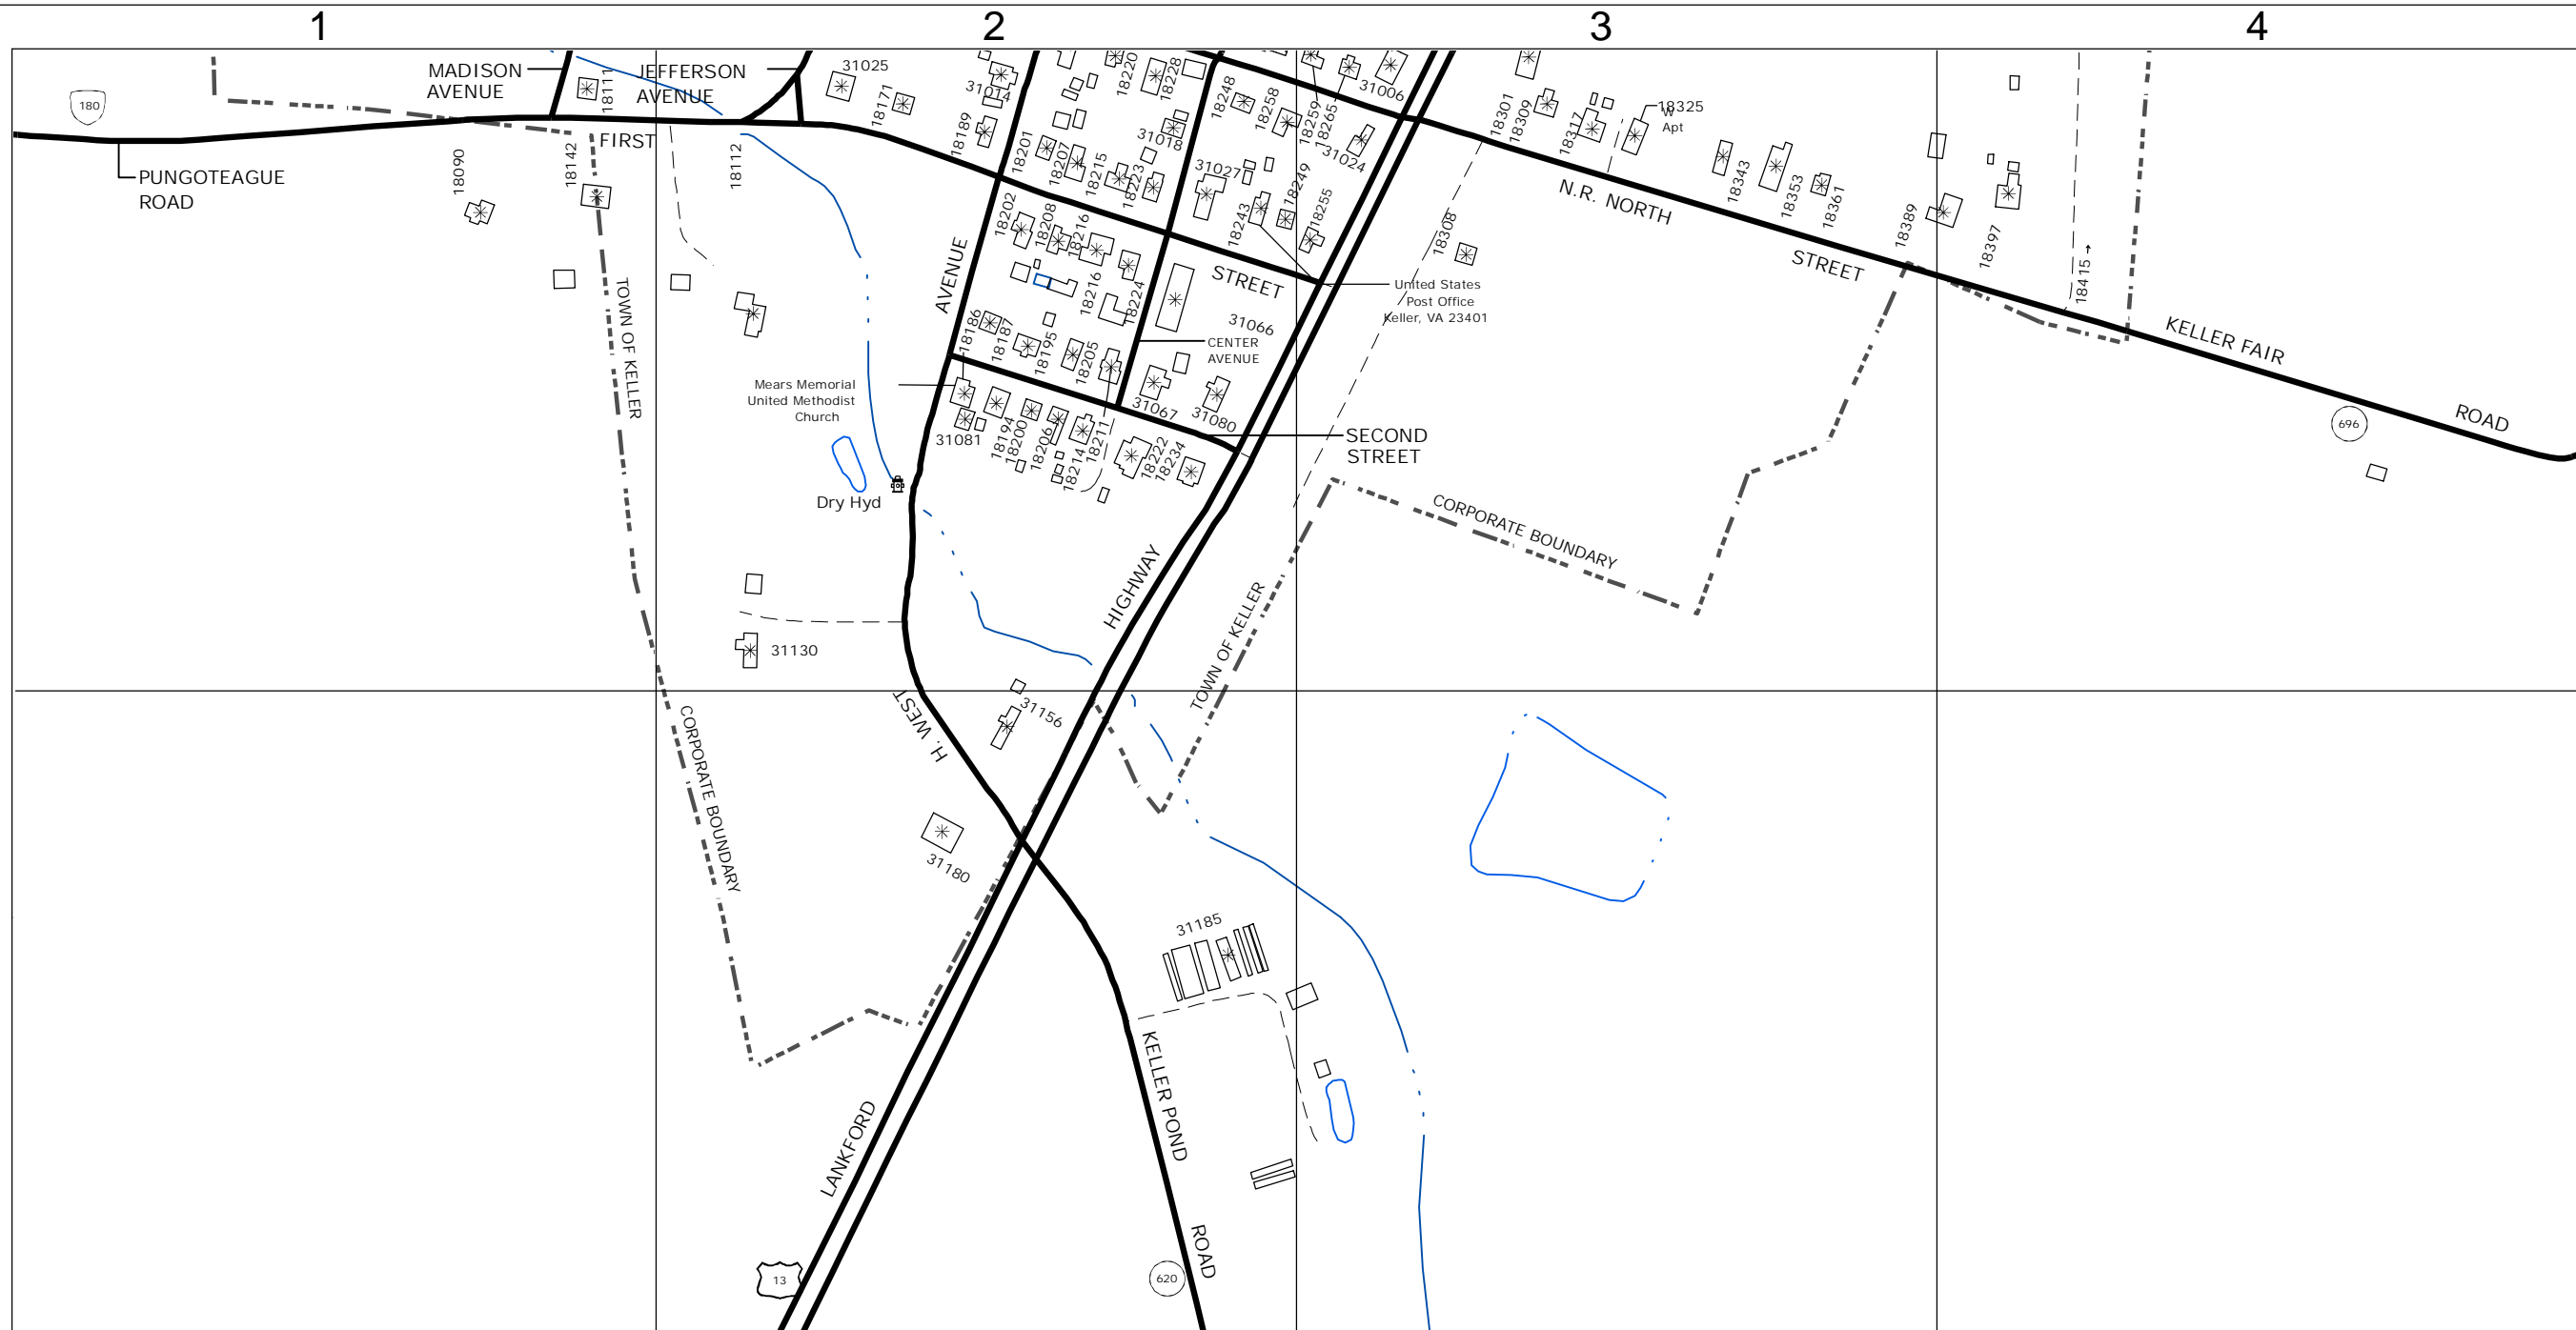 1
2
3
4
180
MADISON
AVENUE
18111
JEFFERSON
AVENUE
31025
18171
18189
31014
18220
18228
18248
18258
18259
18265
31006
18301
18309
18317
18325
W
Apt
18343
18353
18361
18389
18397
18415 →
PUNGOTEAGUE
ROAD
FIRST
18090
18142
18112
18201
18207
18215
18223
31018
31027
31024
18243
18249
18255
18308
N.R. NORTH
STREET
KELLER FAIR
ROAD
696
TOWN OF KELLER
AVENUE
18202
18208
18216
18216
18224
STREET
United States
Post Office
Keller, VA 23401
31066
CENTER
AVENUE
18186
18187
18195
18205
Mears Memorial
United Methodist
Church
31081
18194
18200
18206
18214
18211
18222
18234
31067
31080
SECOND
STREET
Dry Hyd
CORPORATE BOUNDARY
HIGHWAY
TOWN OF KELLER
31130
H. WEST
31156
CORPORATE BOUNDARY
31180
31185
KELLER POND
ROAD
LANKFORD
13
620